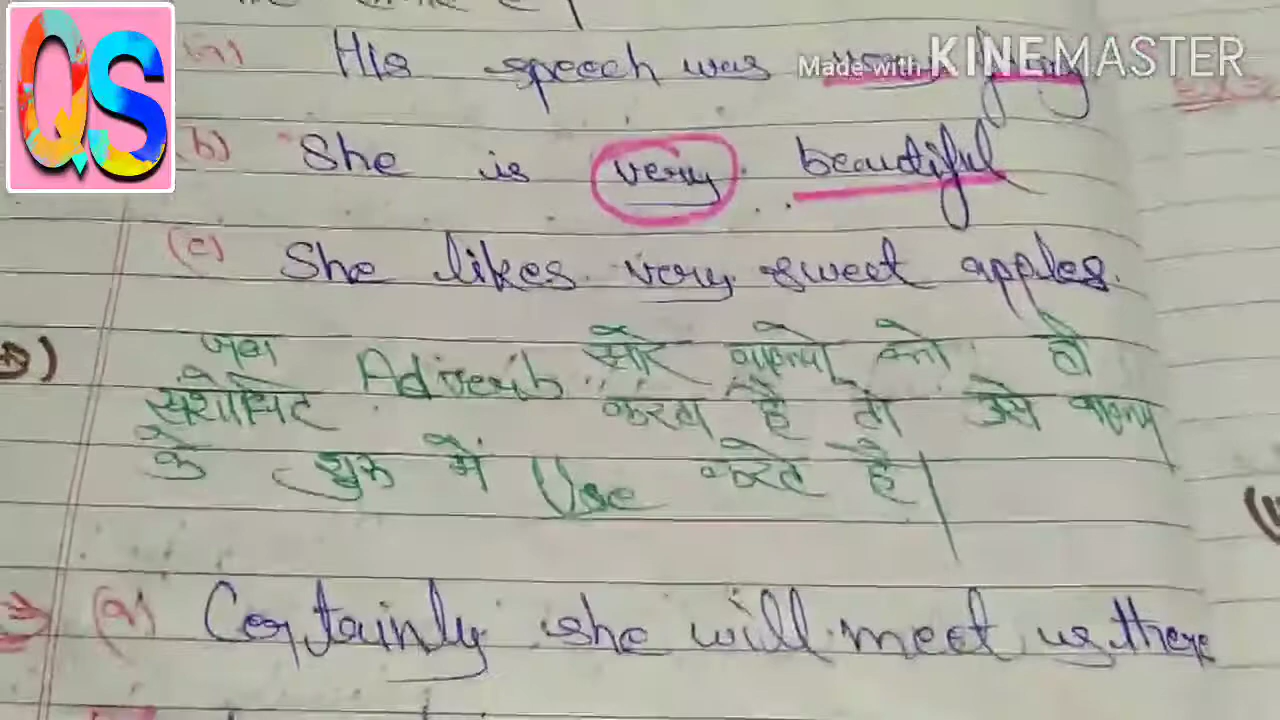 QS
(a) His speech was very
Made with KINEMASTER
(b) She is very beautiful
(c) She likes very sweet apples.
जब Adverb सारे वाक्य को ही
संशोधित करता है तो उसे वाक्य
के शुरू में Use करते है।
(a) Certainly she will meet us there